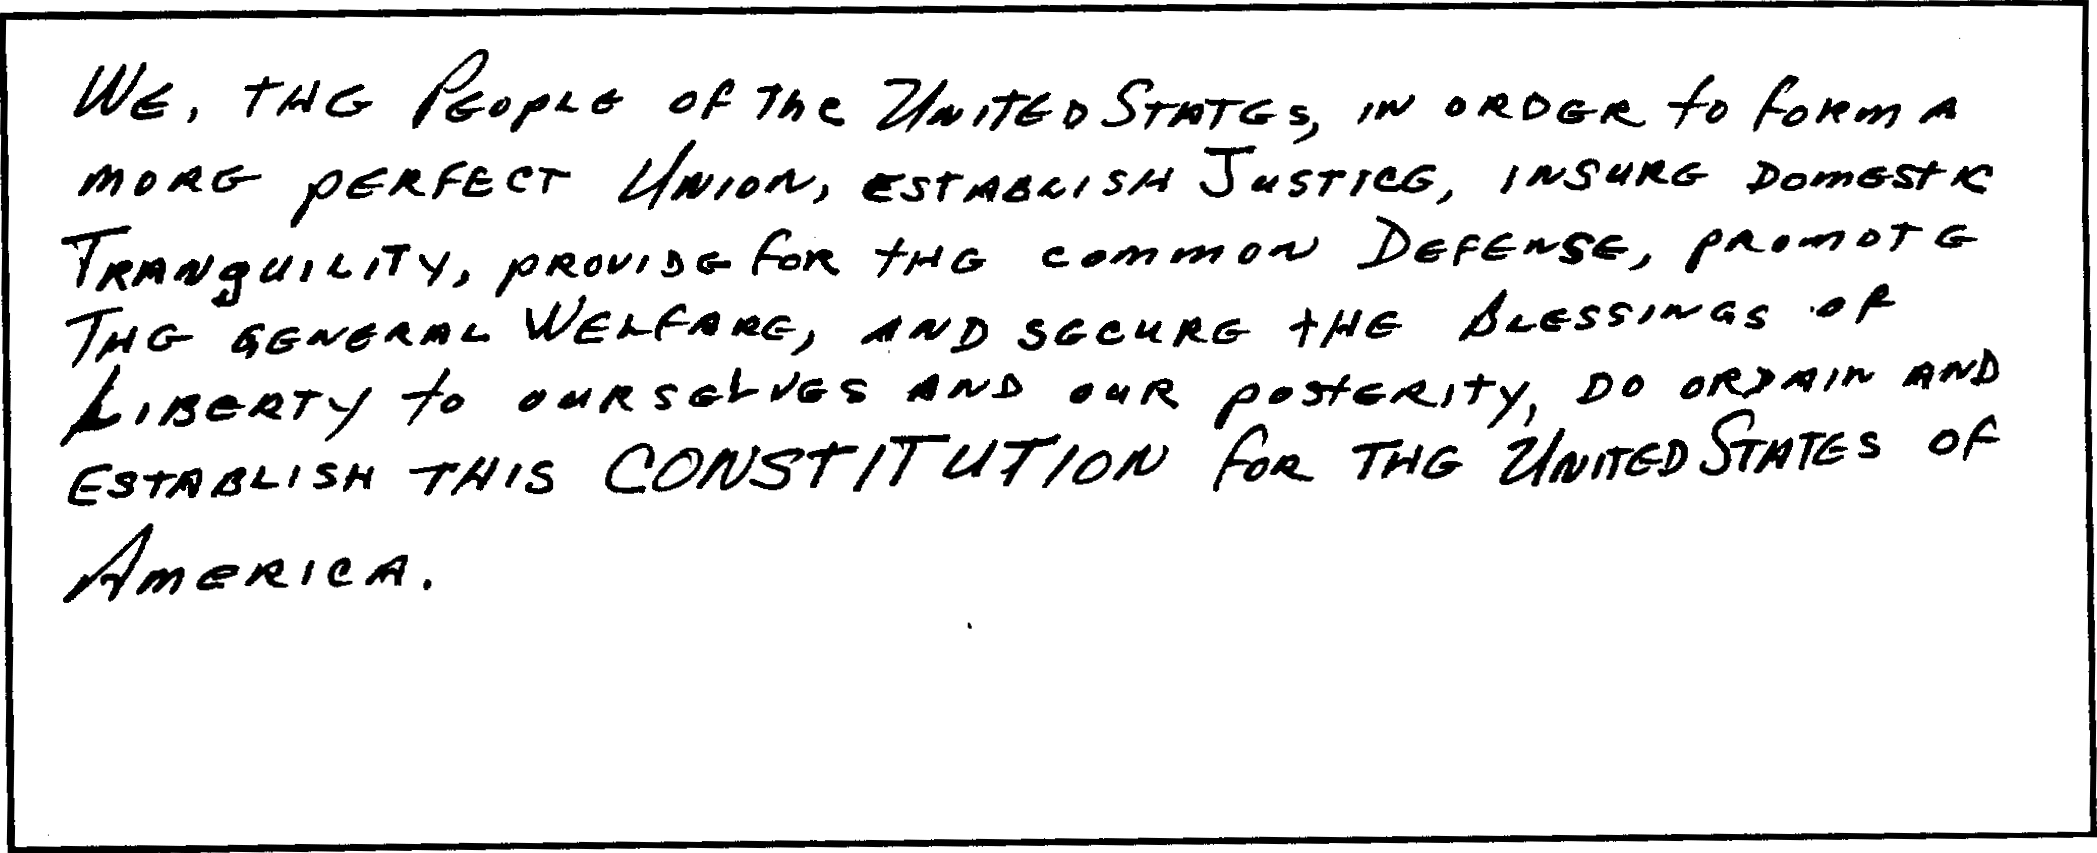 We, the People of The United States, in order to form a
more perfect Union, establish Justice, insure domestic
Tranquility, provide for the common Defense, promote
The general Welfare, and secure the Blessings of
Liberty to ourselves and our posterity, do ordain and
establish this CONSTITUTION for the United States of
America.